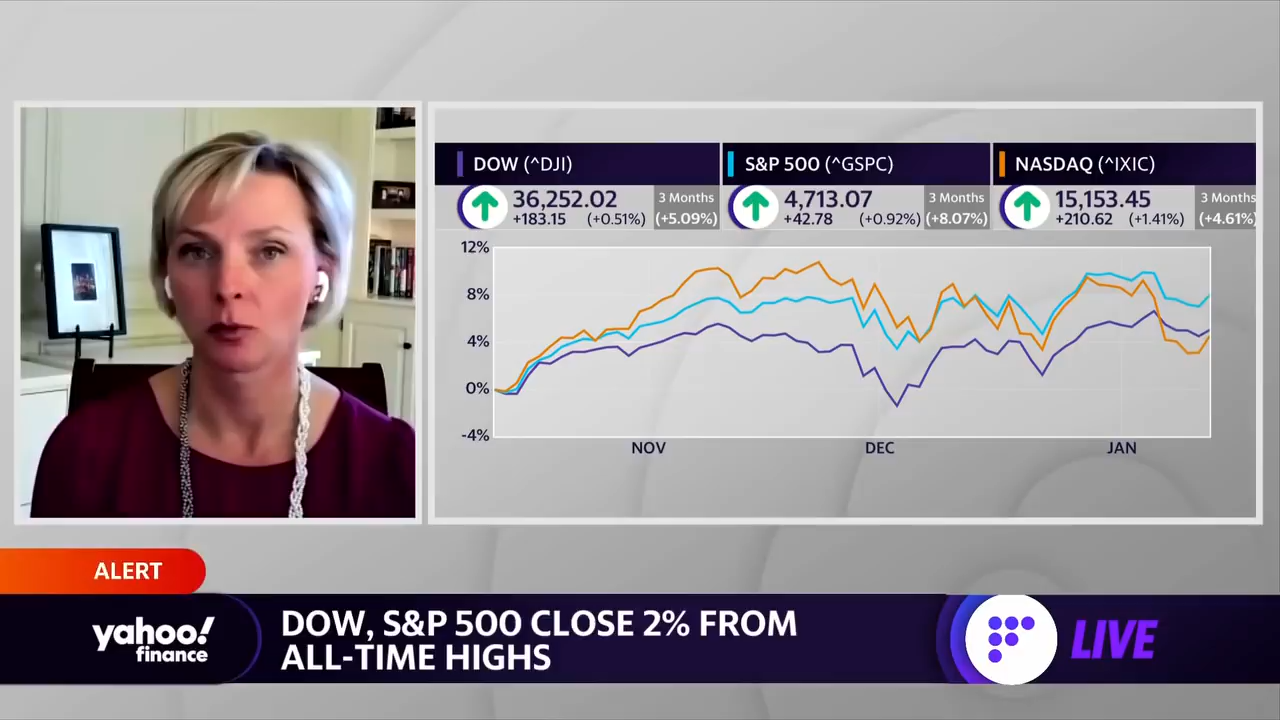 DOW (^DJI)
36,252.02
+183.15 (+0.51%)
3 Months
(+5.09%)
S&P 500 (^GSPC)
4,713.07
+42.78 (+0.92%)
3 Months
(+8.07%)
NASDAQ (^IXIC)
15,153.45
+210.62 (+1.41%)
3 Months
(+4.61%)
12%
8%
4%
0%
-4%
NOV DEC JAN
ALERT
yahoo!
finance
DOW, S&P 500 CLOSE 2% FROM
ALL-TIME HIGHS
LIVE